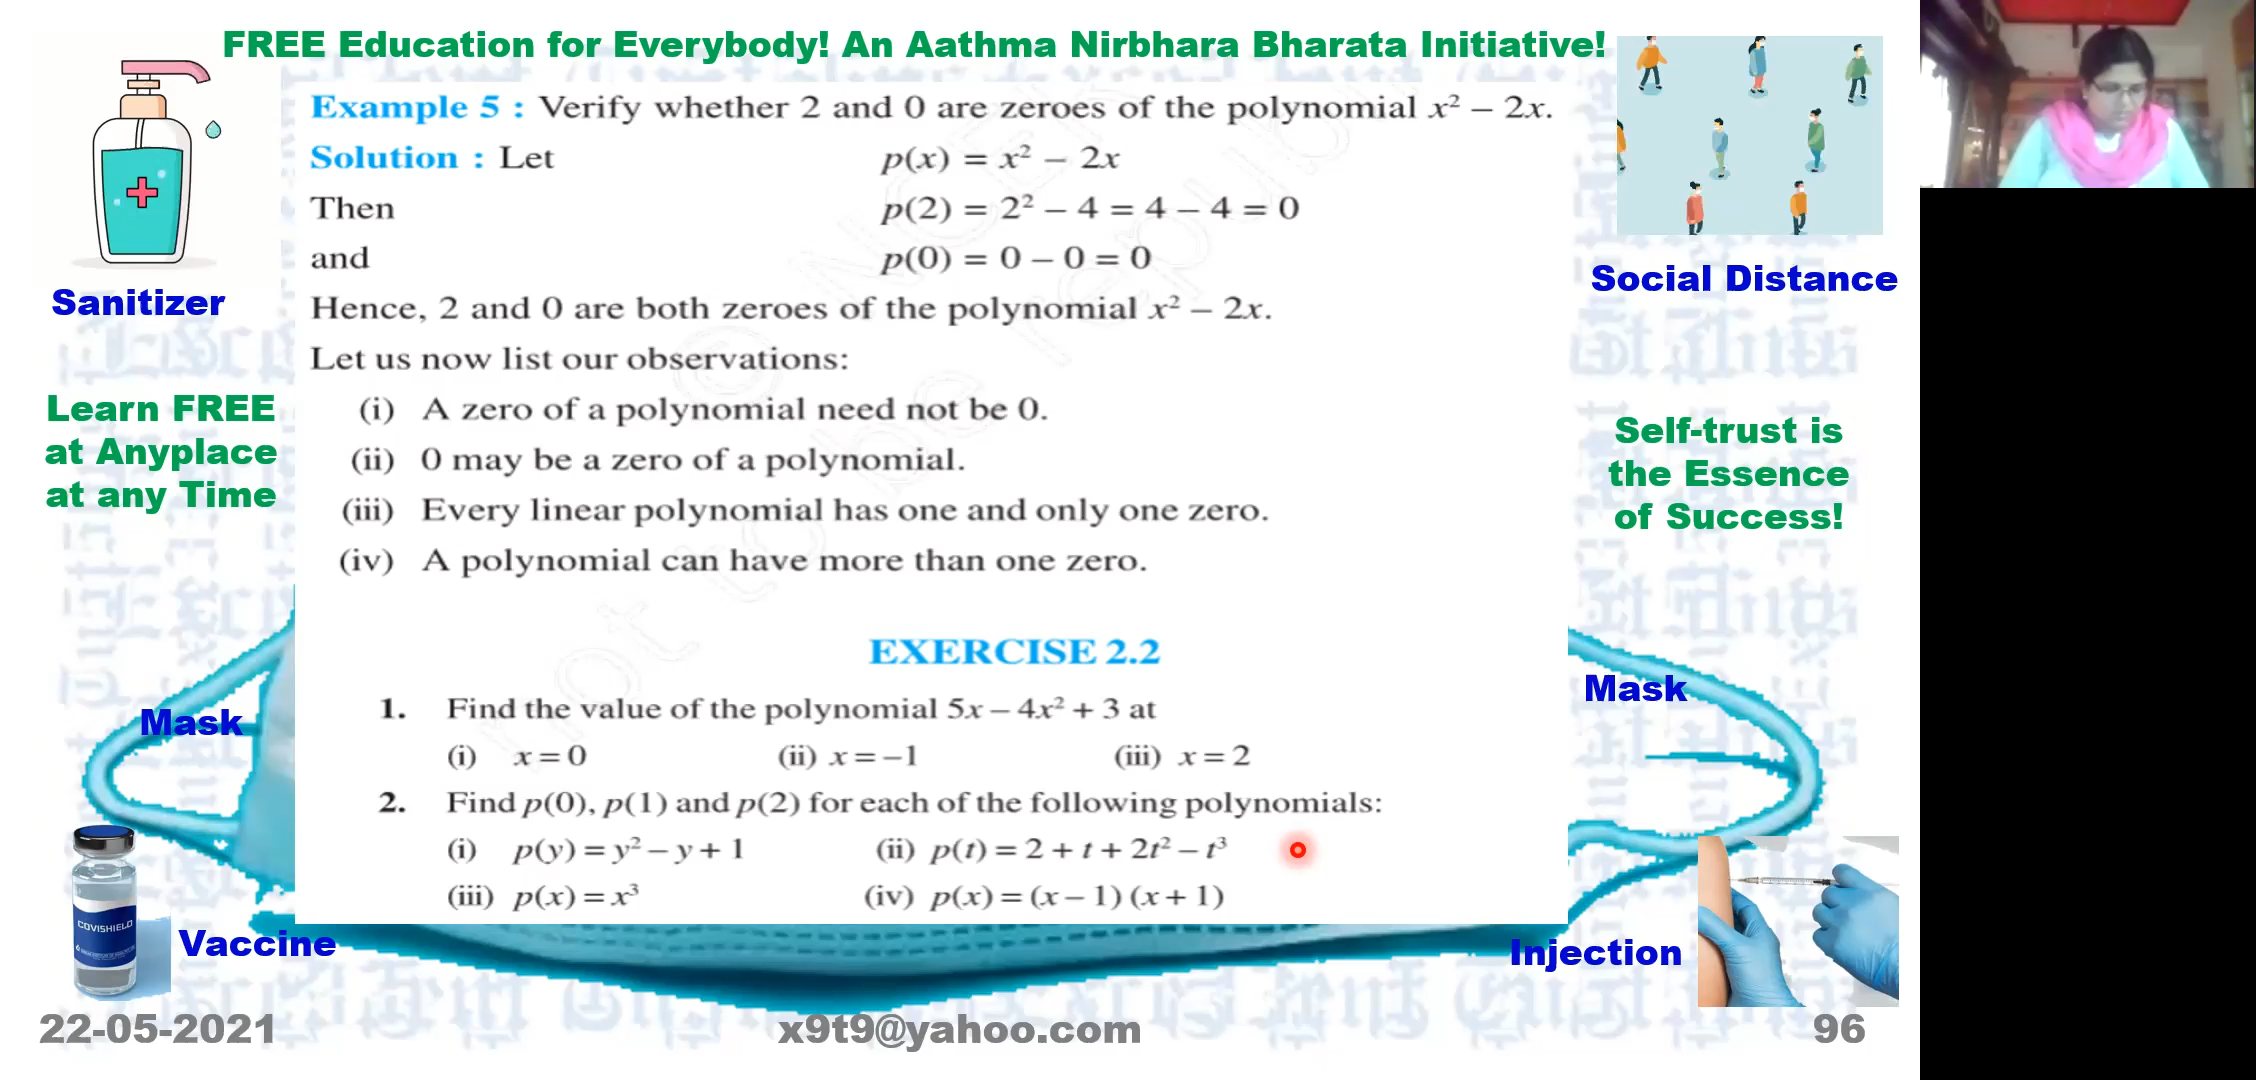 FREE Education for Everybody! An Aathma Nirbhara Bharata Initiative!
Example 5 : Verify whether 2 and 0 are zeroes of the polynomial x² – 2x.
Solution : Let p(x) = x² – 2x
Then p(2) = 2² – 4 = 4 – 4 = 0
and p(0) = 0 – 0 = 0
Hence, 2 and 0 are both zeroes of the polynomial x² – 2x.
Let us now list our observations:
(i) A zero of a polynomial need not be 0.
(ii) 0 may be a zero of a polynomial.
(iii) Every linear polynomial has one and only one zero.
(iv) A polynomial can have more than one zero.
EXERCISE 2.2
1. Find the value of the polynomial 5x – 4x² + 3 at
(i) x = 0 (ii) x = –1 (iii) x = 2
2. Find p(0), p(1) and p(2) for each of the following polynomials:
(i) p(y) = y² – y + 1 (ii) p(t) = 2 + t + 2t² – t³
(iii) p(x) = x³ (iv) p(x) = (x – 1) (x + 1)
Sanitizer
Learn FREE
at Anyplace
at any Time
Mask
COVISHIELD
Vaccine
Social Distance
Self-trust is
the Essence
of Success!
Mask
Injection
22-05-2021 x9t9@yahoo.com 96